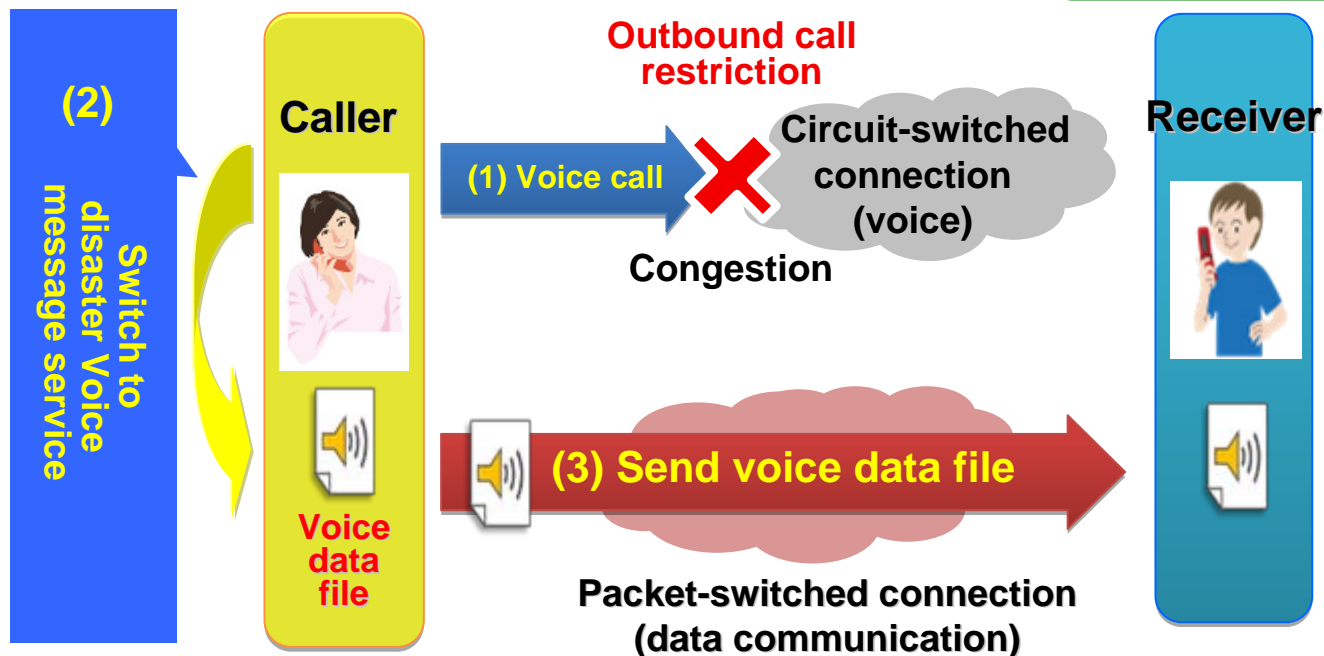 (2)
Switch to
disaster Voice
message service
Caller
Voice
data
file
Outbound call
restriction
(1) Voice call
Circuit-switched
connection
(voice)
Congestion
(3) Send voice data file
Packet-switched connection
(data communication)
Receiver